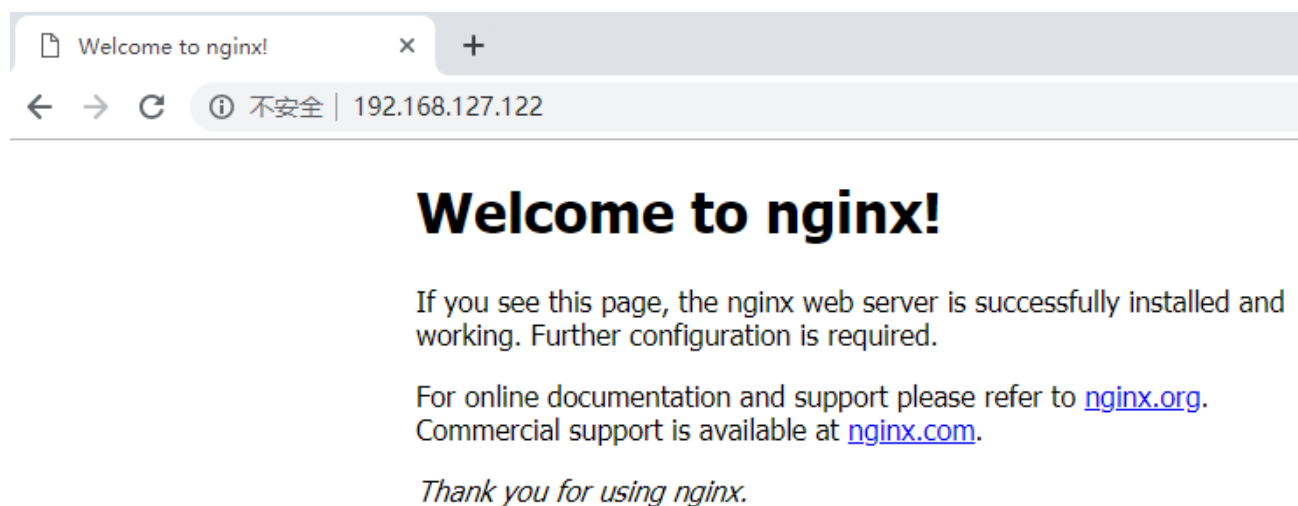 Welcome to nginx!
不安全 | 192.168.127.122
Welcome to nginx!
If you see this page, the nginx web server is successfully installed and
working. Further configuration is required.
For online documentation and support please refer to nginx.org.
Commercial support is available at nginx.com.
Thank you for using nginx.